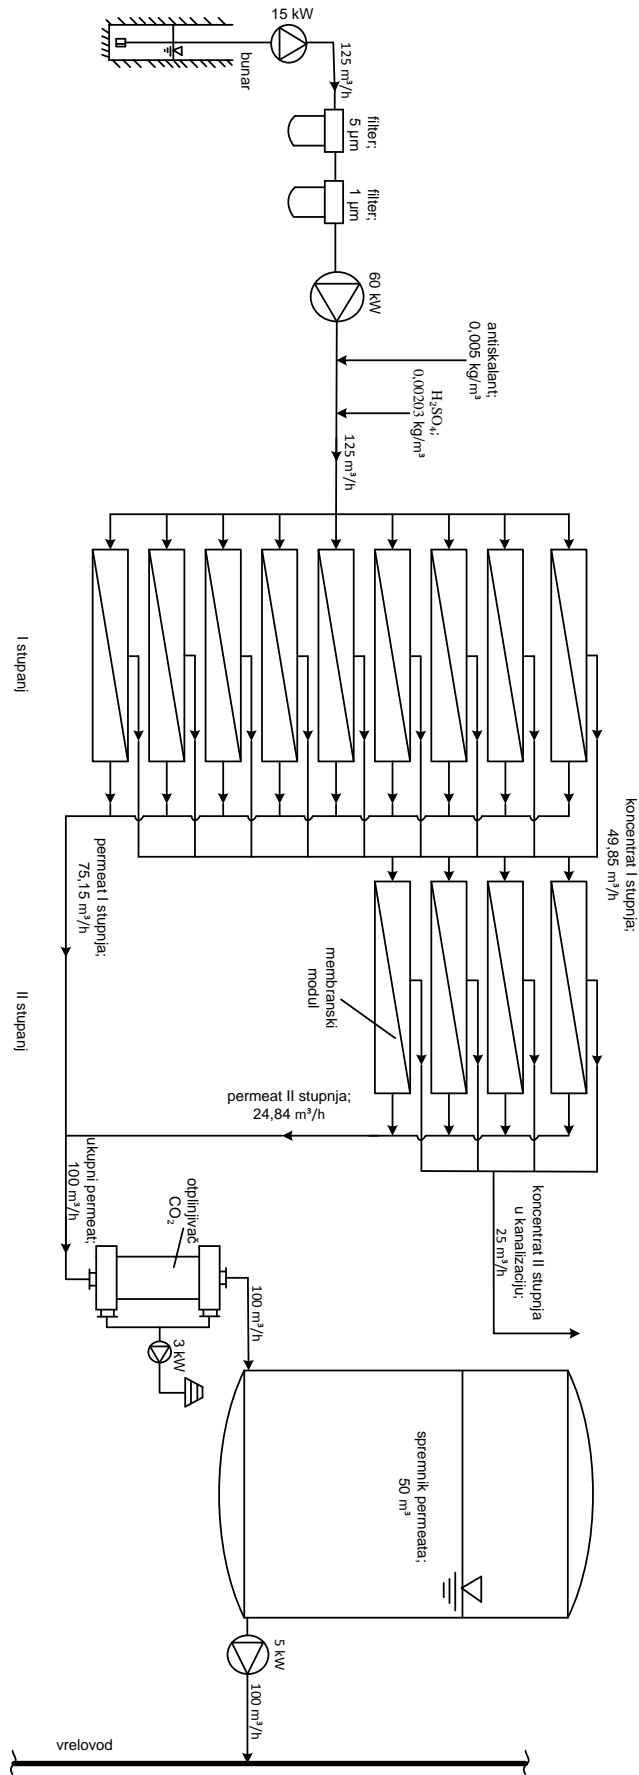 15 kW
bunar
125 m³/h
filter;
5 μm
filter;
1 μm
60 kW
antiskalant;
0,005 kg/m³
H₂SO₄;
0,00203 kg/m³
125 m³/h
I stupanj
koncentrat I stupnja;
49,85 m³/h
permeat I stupnja;
75,15 m³/h
II stupanj
membranski
modul
permeat II stupnja;
24,84 m³/h
koncentrat II stupnja
u kanalizaciju;
25 m³/h
ukupni permeat;
100 m³/h
otplinjivač
CO₂
3 kW
100 m³/h
spremnik permeata;
50 m³
5 kW
100 m³/h
vrelovod